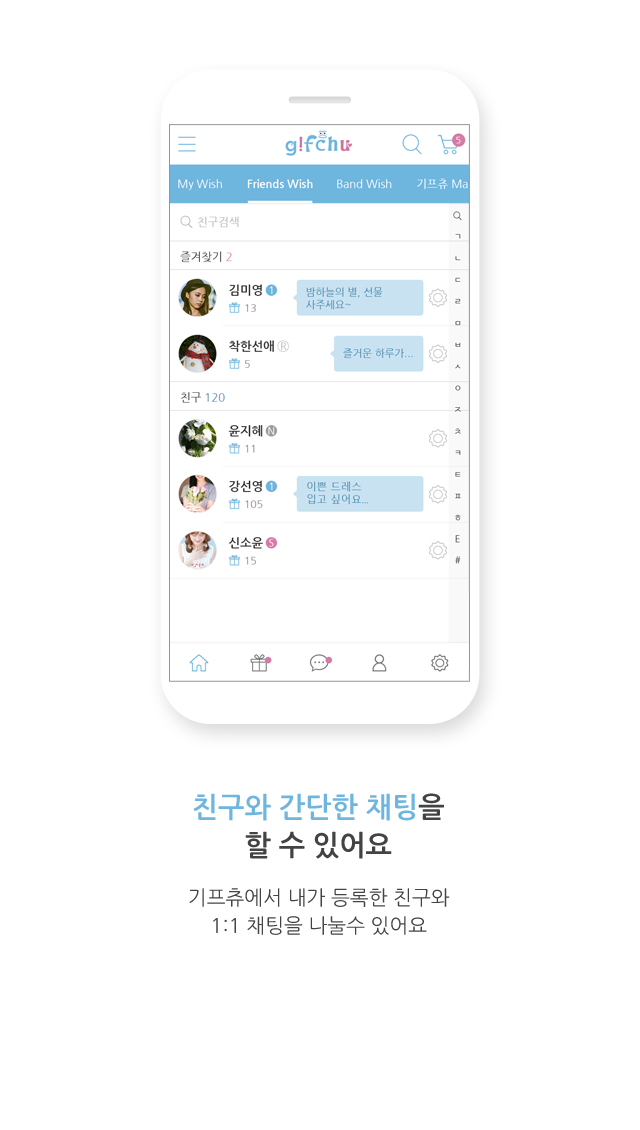 gifchu
5
My Wish Friends Wish Band Wish 기프츄 Ma
친구검색
즐겨찾기 2
김미영 1
13
밤하늘의 별, 선물
사주세요~
착한선애 R
5
즐거운 하루가...
친구 120
윤지혜 N
11
강선영 1
105
이쁜 드레스
입고 싶어요...
신소윤 S
15
ㄱ
ㄴ
ㄷ
ㄹ
ㅁ
ㅂ
ㅅ
ㅇ
ㅈ
ㅊ
ㅋ
ㅌ
ㅍ
ㅎ
E
#
친구와 간단한 채팅을
할 수 있어요
기프츄에서 내가 등록한 친구와
1:1 채팅을 나눌수 있어요